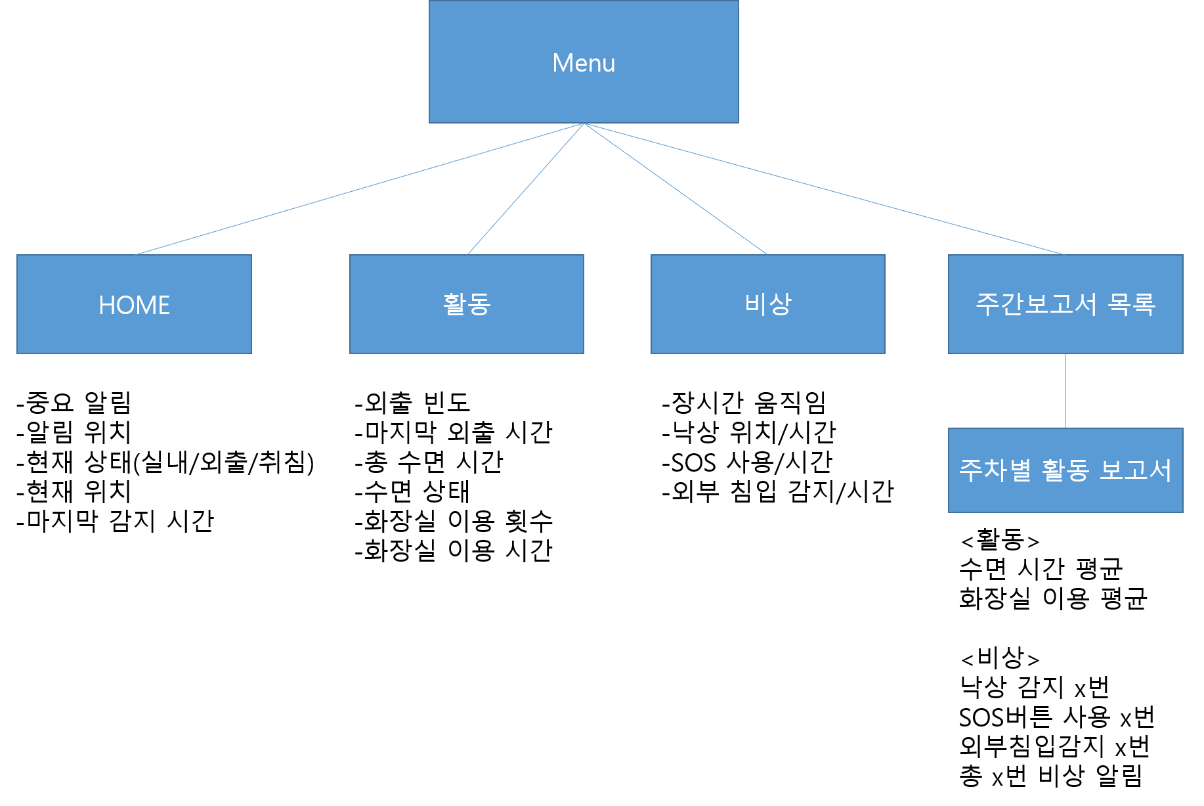 Menu
HOME
활동
비상
주간보고서 목록
-중요 알림
-알림 위치
-현재 상태(실내/외출/취침)
-현재 위치
-마지막 감지 시간
-외출 빈도
-마지막 외출 시간
-총 수면 시간
-수면 상태
-화장실 이용 횟수
-화장실 이용 시간
-장시간 움직임
-낙상 위치/시간
-SOS 사용/시간
-외부 침입 감지/시간
주차별 활동 보고서
<활동>
수면 시간 평균
화장실 이용 평균
<비상>
낙상 감지 x번
SOS버튼 사용 x번
외부침입감지 x번
총 x번 비상 알림